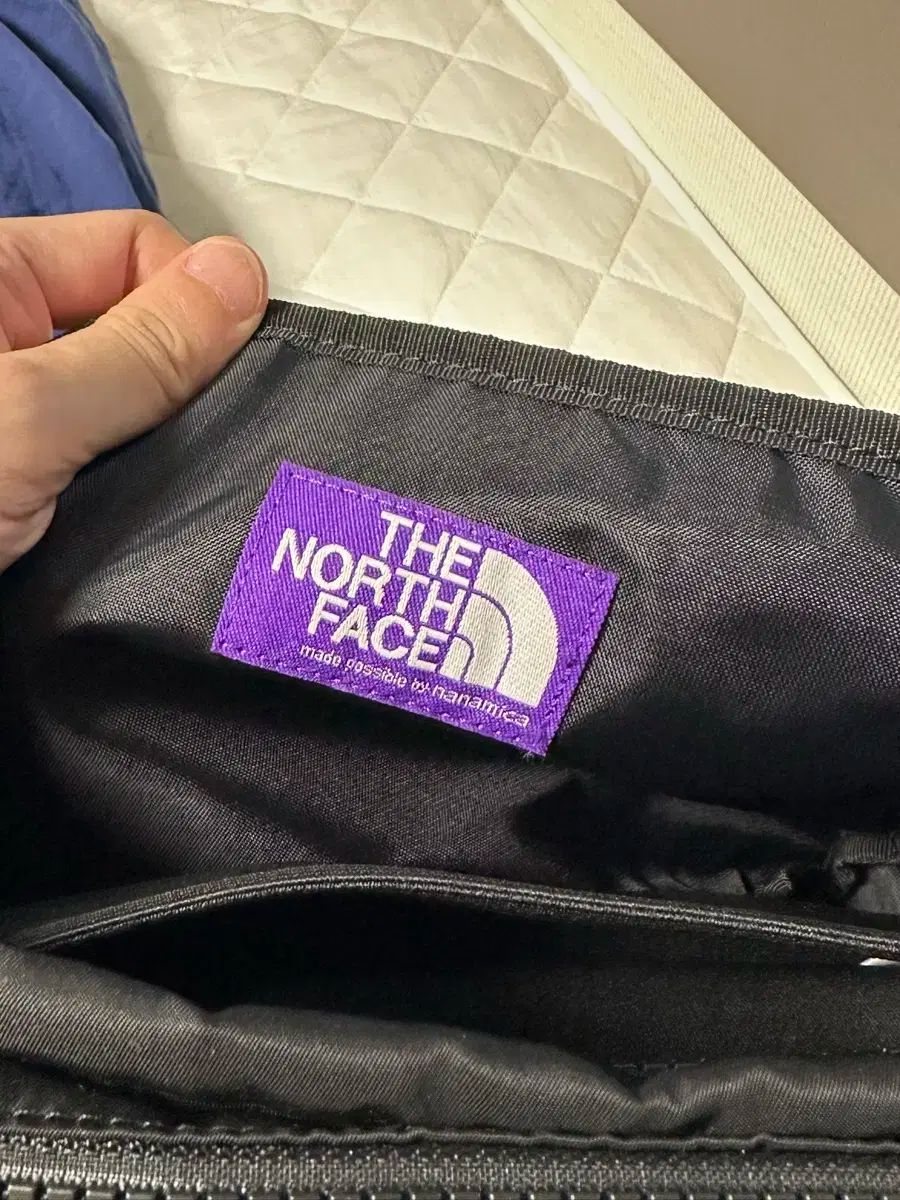 THE
NORTH
FACE
made possible by nanamica